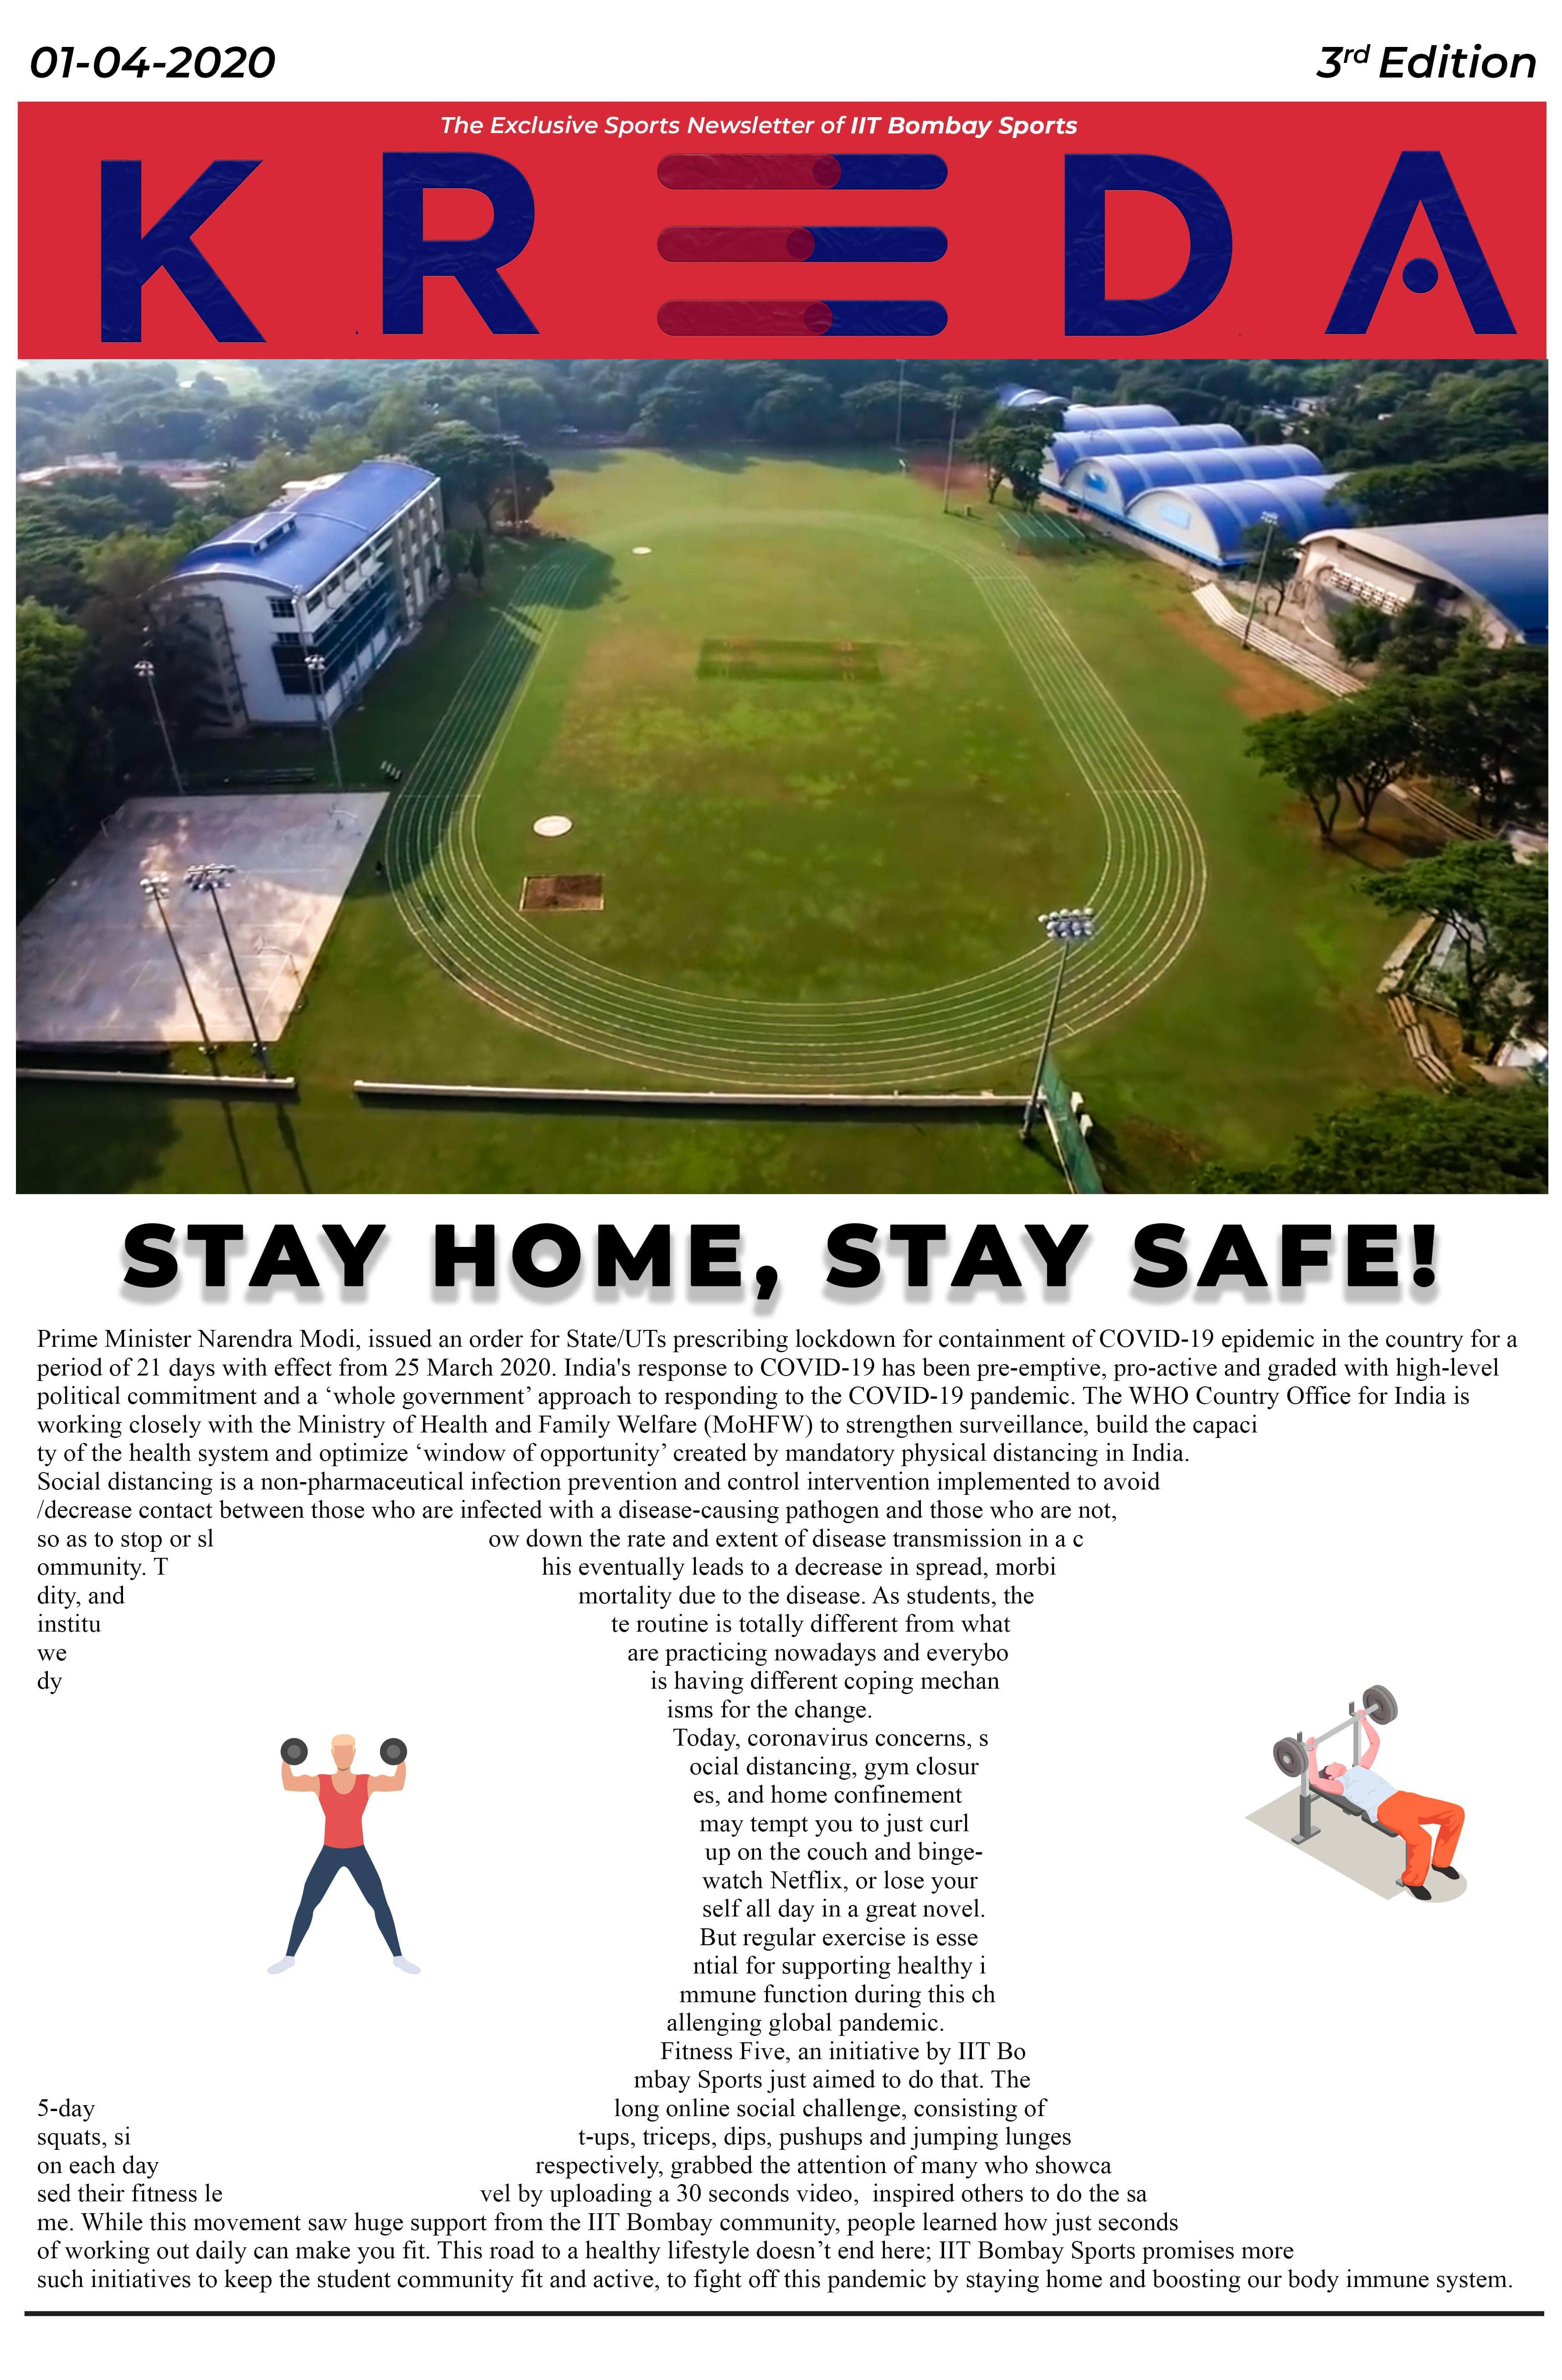 01-04-2020
3rd Edition
The Exclusive Sports Newsletter of IIT Bombay Sports
KREEDA
STAY HOME, STAY SAFE!
Prime Minister Narendra Modi, issued an order for State/UTs prescribing lockdown for containment of COVID-19 epidemic in the country for a
period of 21 days with effect from 25 March 2020. India's response to COVID-19 has been pre-emptive, pro-active and graded with high-level
political commitment and a ‘whole government’ approach to responding to the COVID-19 pandemic. The WHO Country Office for India is
working closely with the Ministry of Health and Family Welfare (MoHFW) to strengthen surveillance, build the capaci
ty of the health system and optimize ‘window of opportunity’ created by mandatory physical distancing in India.
Social distancing is a non-pharmaceutical infection prevention and control intervention implemented to avoid
/decrease contact between those who are infected with a disease-causing pathogen and those who are not,
so as to stop or sl ow down the rate and extent of disease transmission in a c
ommunity. T his eventually leads to a decrease in spread, morbi
dity, and mortality due to the disease. As students, the
institu te routine is totally different from what
we are practicing nowadays and everybo
dy is having different coping mechan
isms for the change.
Today, coronavirus concerns, s
ocial distancing, gym closur
es, and home confinement
may tempt you to just curl
up on the couch and binge-
watch Netflix, or lose your
self all day in a great novel.
But regular exercise is esse
ntial for supporting healthy i
mmune function during this ch
allenging global pandemic.
Fitness Five, an initiative by IIT Bo
mbay Sports just aimed to do that. The
5-day long online social challenge, consisting of
squats, si t-ups, triceps, dips, pushups and jumping lunges
on each day respectively, grabbed the attention of many who showca
sed their fitness le vel by uploading a 30 seconds video, inspired others to do the sa
me. While this movement saw huge support from the IIT Bombay community, people learned how just seconds
of working out daily can make you fit. This road to a healthy lifestyle doesn’t end here; IIT Bombay Sports promises more
such initiatives to keep the student community fit and active, to fight off this pandemic by staying home and boosting our body immune system.